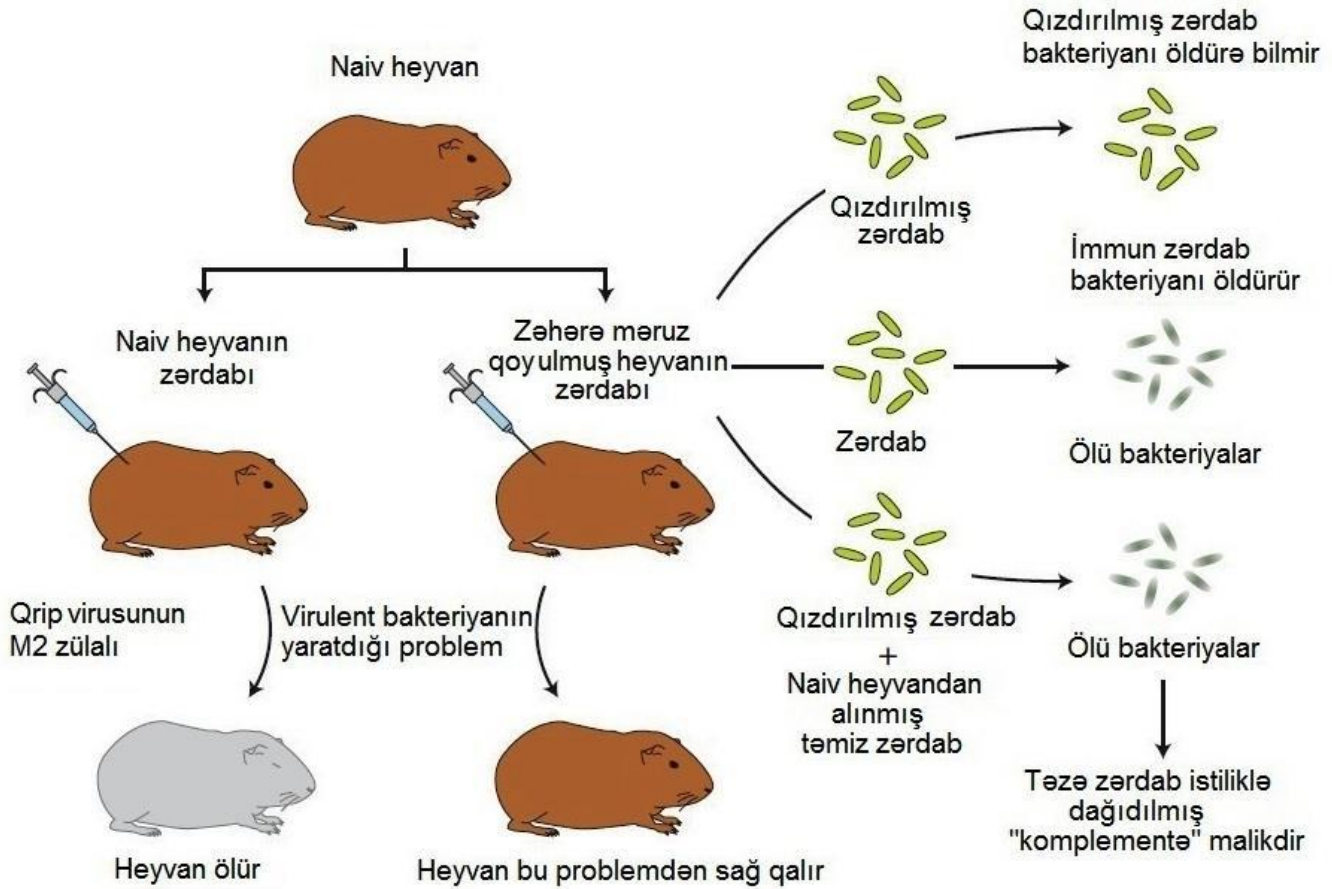 Naiv heyvan
Naiv heyvanın
zərdabı
Zəhərə məruz
qoyulmuş heyvanın
zərdabı
Qrip virusunun
M2 zülalı
Virulent bakteriyanın
yaratdığı problem
Heyvan ölür
Heyvan bu problemdən sağ qalır
Qızdırılmış
zərdab
Qızdırılmış zərdab
bakteriyanı öldürə bilmir
Zərdab
İmmun zərdab
bakteriyanı öldürür
Ölü bakteriyalar
Qızdırılmış zərdab
+
Naiv heyvandan
alınmış
təmiz zərdab
Ölü bakteriyalar
Təzə zərdab istiliklə
dağıdılmış
"komplementə" malikdir